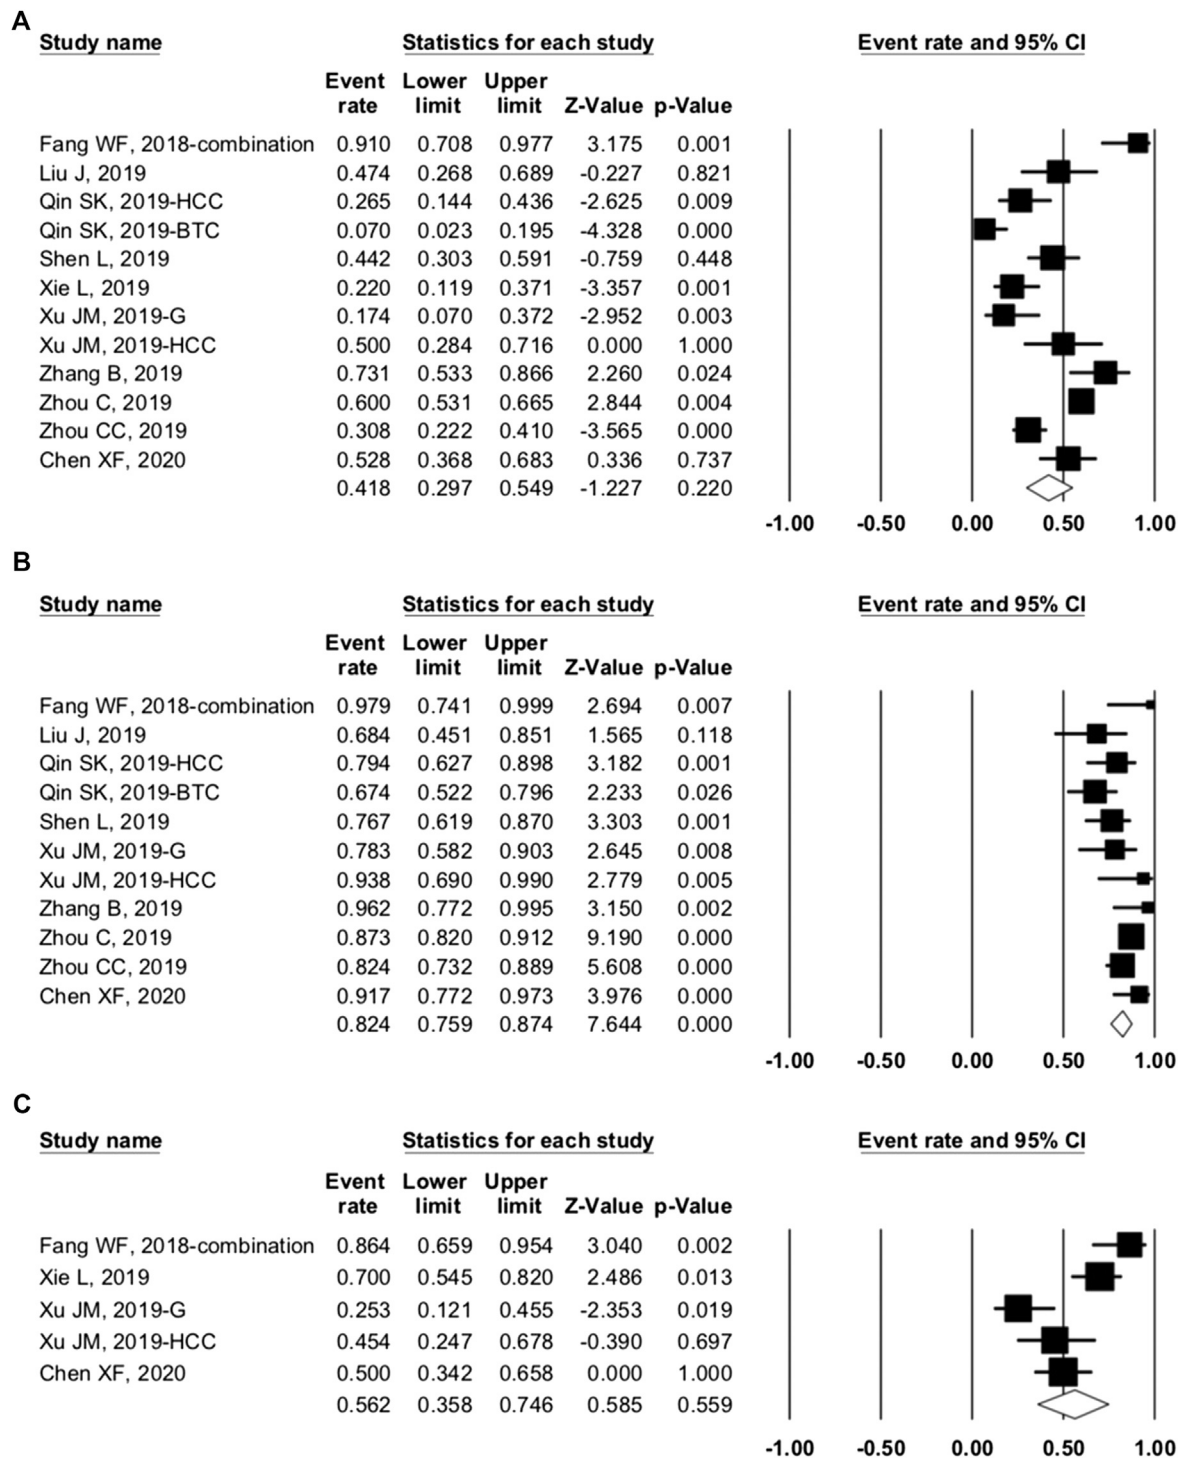 A
Study name Statistics for each study Event rate and 95% CI
Event Lower Upper
rate limit limit Z-Value p-Value
Fang WF, 2018-combination 0.910 0.708 0.977 3.175 0.001
Liu J, 2019 0.474 0.268 0.689 -0.227 0.821
Qin SK, 2019-HCC 0.265 0.144 0.436 -2.625 0.009
Qin SK, 2019-BTC 0.070 0.023 0.195 -4.328 0.000
Shen L, 2019 0.442 0.303 0.591 -0.759 0.448
Xie L, 2019 0.220 0.119 0.371 -3.357 0.001
Xu JM, 2019-G 0.174 0.070 0.372 -2.952 0.003
Xu JM, 2019-HCC 0.500 0.284 0.716 0.000 1.000
Zhang B, 2019 0.731 0.533 0.866 2.260 0.024
Zhou C, 2019 0.600 0.531 0.665 2.844 0.004
Zhou CC, 2019 0.308 0.222 0.410 -3.565 0.000
Chen XF, 2020 0.528 0.368 0.683 0.336 0.737
0.418 0.297 0.549 -1.227 0.220
-1.00 -0.50 0.00 0.50 1.00
B
Study name Statistics for each study Event rate and 95% CI
Event Lower Upper
rate limit limit Z-Value p-Value
Fang WF, 2018-combination 0.979 0.741 0.999 2.694 0.007
Liu J, 2019 0.684 0.451 0.851 1.565 0.118
Qin SK, 2019-HCC 0.794 0.627 0.898 3.182 0.001
Qin SK, 2019-BTC 0.674 0.522 0.796 2.233 0.026
Shen L, 2019 0.767 0.619 0.870 3.303 0.001
Xu JM, 2019-G 0.783 0.582 0.903 2.645 0.008
Xu JM, 2019-HCC 0.938 0.690 0.990 2.779 0.005
Zhang B, 2019 0.962 0.772 0.995 3.150 0.002
Zhou C, 2019 0.873 0.820 0.912 9.190 0.000
Zhou CC, 2019 0.824 0.732 0.889 5.608 0.000
Chen XF, 2020 0.917 0.772 0.973 3.976 0.000
0.824 0.759 0.874 7.644 0.000
-1.00 -0.50 0.00 0.50 1.00
C
Study name Statistics for each study Event rate and 95% CI
Event Lower Upper
rate limit limit Z-Value p-Value
Fang WF, 2018-combination 0.864 0.659 0.954 3.040 0.002
Xie L, 2019 0.700 0.545 0.820 2.486 0.013
Xu JM, 2019-G 0.253 0.121 0.455 -2.353 0.019
Xu JM, 2019-HCC 0.454 0.247 0.678 -0.390 0.697
Chen XF, 2020 0.500 0.342 0.658 0.000 1.000
0.562 0.358 0.746 0.585 0.559
-1.00 -0.50 0.00 0.50 1.00